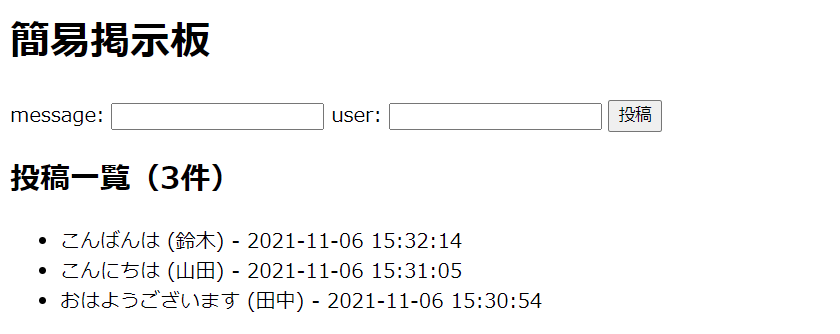 簡易掲示板
message: user: 投稿
投稿一覧（3件）
• こんばんは (鈴木) - 2021-11-06 15:32:14
• こんにちは (山田) - 2021-11-06 15:31:05
• おはようございます (田中) - 2021-11-06 15:30:54